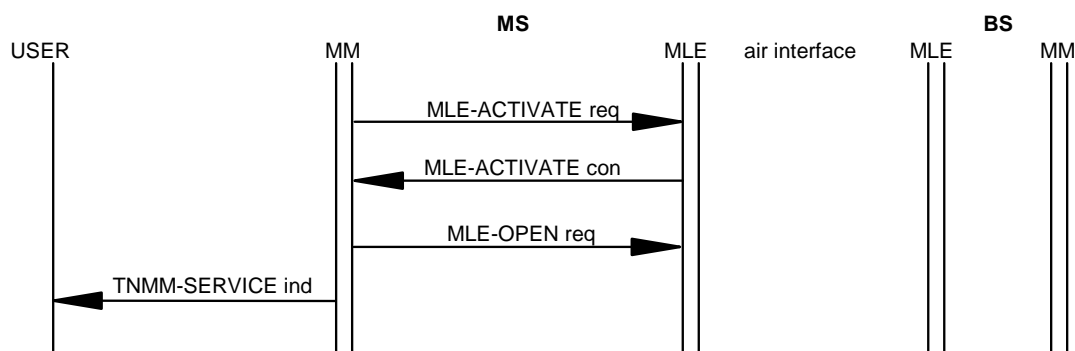 MS BS
USER MM MLE air interface MLE MM
MLE-ACTIVATE req
MLE-ACTIVATE con
MLE-OPEN req
TNMM-SERVICE ind